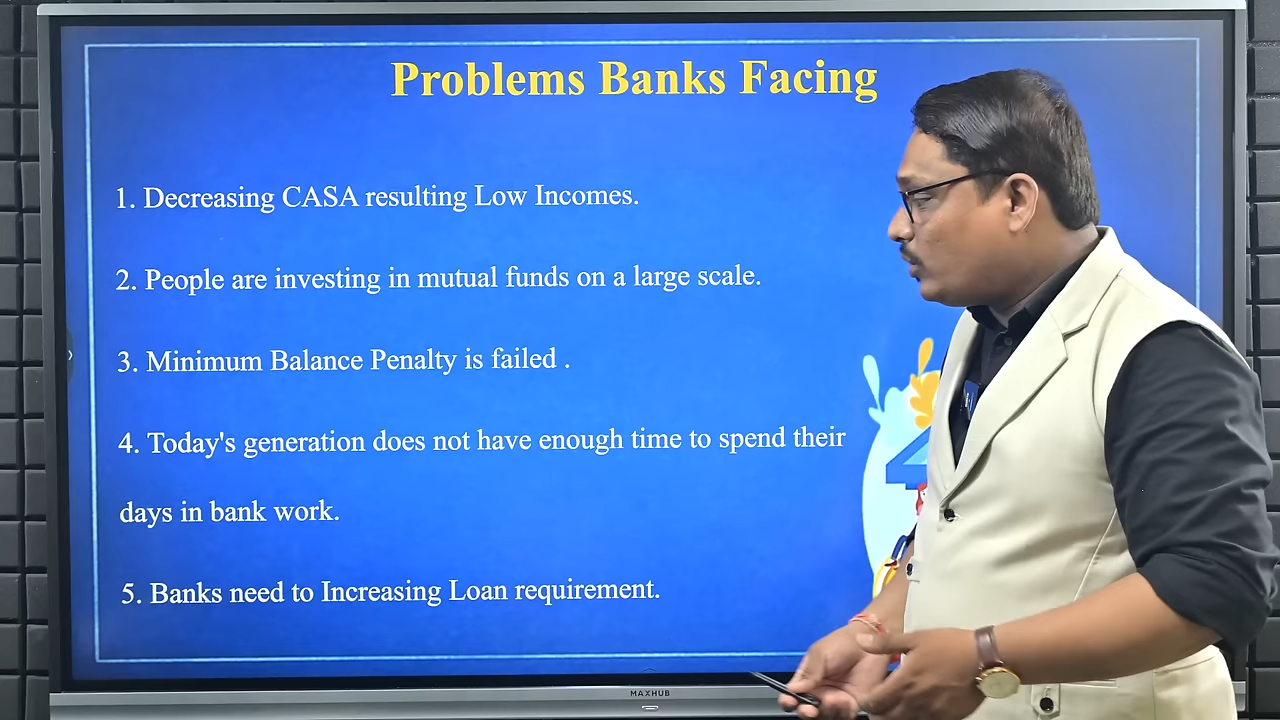 Problems Banks Facing
1. Decreasing CASA resulting Low Incomes.
2. People are investing in mutual funds on a large scale.
3. Minimum Balance Penalty is failed .
4. Today's generation does not have enough time to spend their
days in bank work.
5. Banks need to Increasing Loan requirement.
MAXHUB